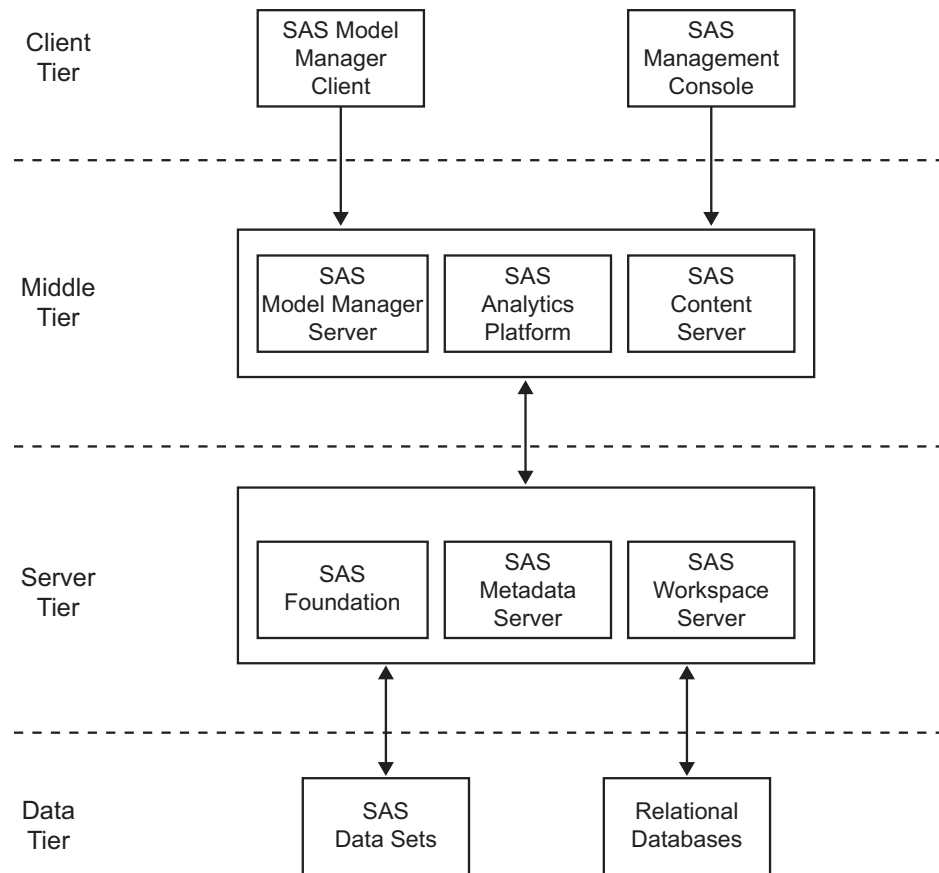 Client
Tier
SAS Model
Manager
Client
SAS
Management
Console
Middle
Tier
SAS
Model Manager
Server
SAS
Analytics
Platform
SAS
Content
Server
Server
Tier
SAS
Foundation
SAS
Metadata
Server
SAS
Workspace
Server
Data
Tier
SAS
Data Sets
Relational
Databases